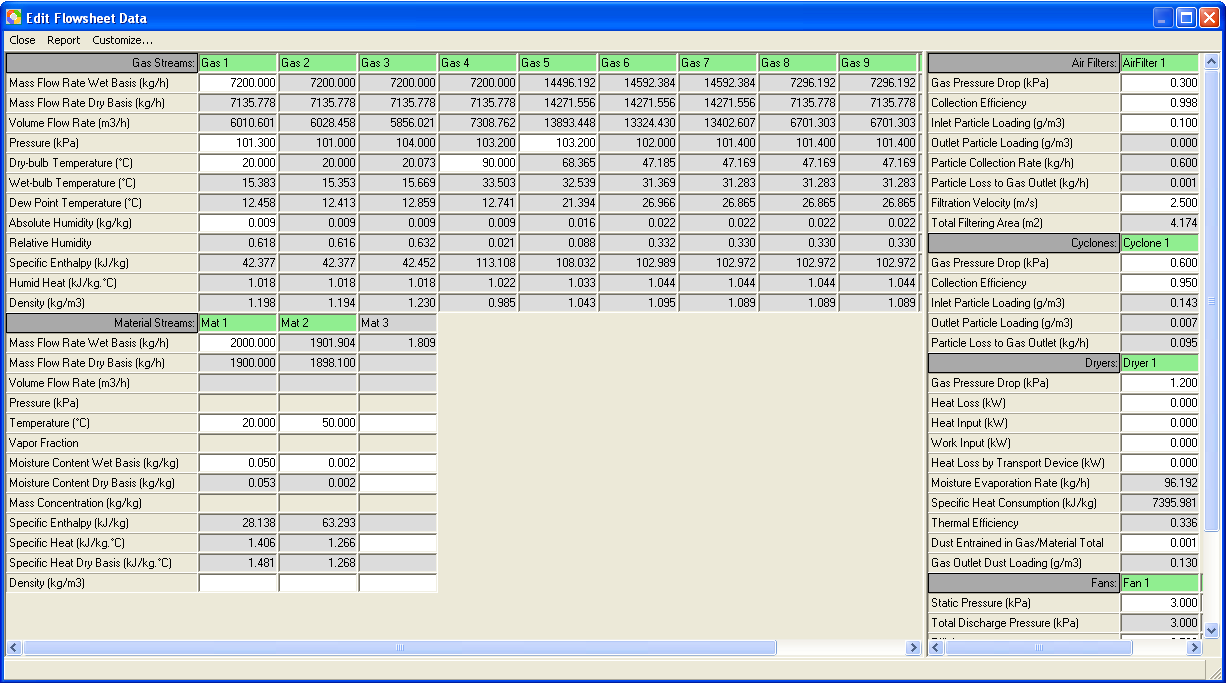 Edit Flowsheet Data
Close Report Customize...
Gas Streams: Gas 1 Gas 2 Gas 3 Gas 4 Gas 5 Gas 6 Gas 7 Gas 8 Gas 9
Mass Flow Rate Wet Basis (kg/h) 7200.000 7200.000 7200.000 7200.000 14496.192 14592.384 14592.384 7296.192 7296.192
Mass Flow Rate Dry Basis (kg/h) 7135.778 7135.778 7135.778 7135.778 14271.556 14271.556 14271.556 7135.778 7135.778
Volume Flow Rate (m3/h) 6010.601 6028.458 5856.021 7308.762 13893.448 13324.430 13402.607 6701.303 6701.303
Pressure (kPa) 101.300 101.000 104.000 103.200 103.200 102.000 101.400 101.400 101.400
Dry-bulb Temperature (°C) 20.000 20.000 20.073 90.000 68.365 47.185 47.169 47.169 47.169
Wet-bulb Temperature (°C) 15.383 15.353 15.669 33.503 32.539 31.369 31.283 31.283 31.283
Dew Point Temperature (°C) 12.458 12.413 12.859 12.741 21.394 26.966 26.865 26.865 26.865
Absolute Humidity (kg/kg) 0.009 0.009 0.009 0.009 0.016 0.022 0.022 0.022 0.022
Relative Humidity 0.618 0.616 0.632 0.021 0.088 0.332 0.330 0.330 0.330
Specific Enthalpy (kJ/kg) 42.377 42.377 42.452 113.108 108.032 102.989 102.972 102.972 102.972
Humid Heat (kJ/kg.°C) 1.018 1.018 1.018 1.022 1.033 1.044 1.044 1.044 1.044
Density (kg/m3) 1.198 1.194 1.230 0.985 1.043 1.095 1.089 1.089 1.089
Material Streams: Mat 1 Mat 2 Mat 3
Mass Flow Rate Wet Basis (kg/h) 2000.000 1901.904 1.809
Mass Flow Rate Dry Basis (kg/h) 1900.000 1898.100
Volume Flow Rate (m3/h)
Pressure (kPa)
Temperature (°C) 20.000 50.000
Vapor Fraction
Moisture Content Wet Basis (kg/kg) 0.050 0.002
Moisture Content Dry Basis (kg/kg) 0.053 0.002
Mass Concentration (kg/kg)
Specific Enthalpy (kJ/kg) 28.138 63.293
Specific Heat (kJ/kg.°C) 1.406 1.266
Specific Heat Dry Basis (kJ/kg.°C) 1.481 1.268
Density (kg/m3)
Air Filters: AirFilter 1
Gas Pressure Drop (kPa) 0.300
Collection Efficiency 0.998
Inlet Particle Loading (g/m3) 0.100
Outlet Particle Loading (g/m3) 0.000
Particle Collection Rate (kg/h) 0.600
Particle Loss to Gas Outlet (kg/h) 0.001
Filtration Velocity (m/s) 2.500
Total Filtering Area (m2) 4.174
Cyclones: Cyclone 1
Gas Pressure Drop (kPa) 0.600
Collection Efficiency 0.950
Inlet Particle Loading (g/m3) 0.143
Outlet Particle Loading (g/m3) 0.007
Particle Loss to Gas Outlet (kg/h) 0.095
Dryers: Dryer 1
Gas Pressure Drop (kPa) 1.200
Heat Loss (kW) 0.000
Heat Input (kW) 0.000
Work Input (kW) 0.000
Heat Loss by Transport Device (kW) 0.000
Moisture Evaporation Rate (kg/h) 96.192
Specific Heat Consumption (kJ/kg) 7395.981
Thermal Efficiency 0.336
Dust Entrained in Gas/Material Total 0.001
Gas Outlet Dust Loading (g/m3) 0.130
Fans: Fan 1
Static Pressure (kPa) 3.000
Total Discharge Pressure (kPa) 3.000